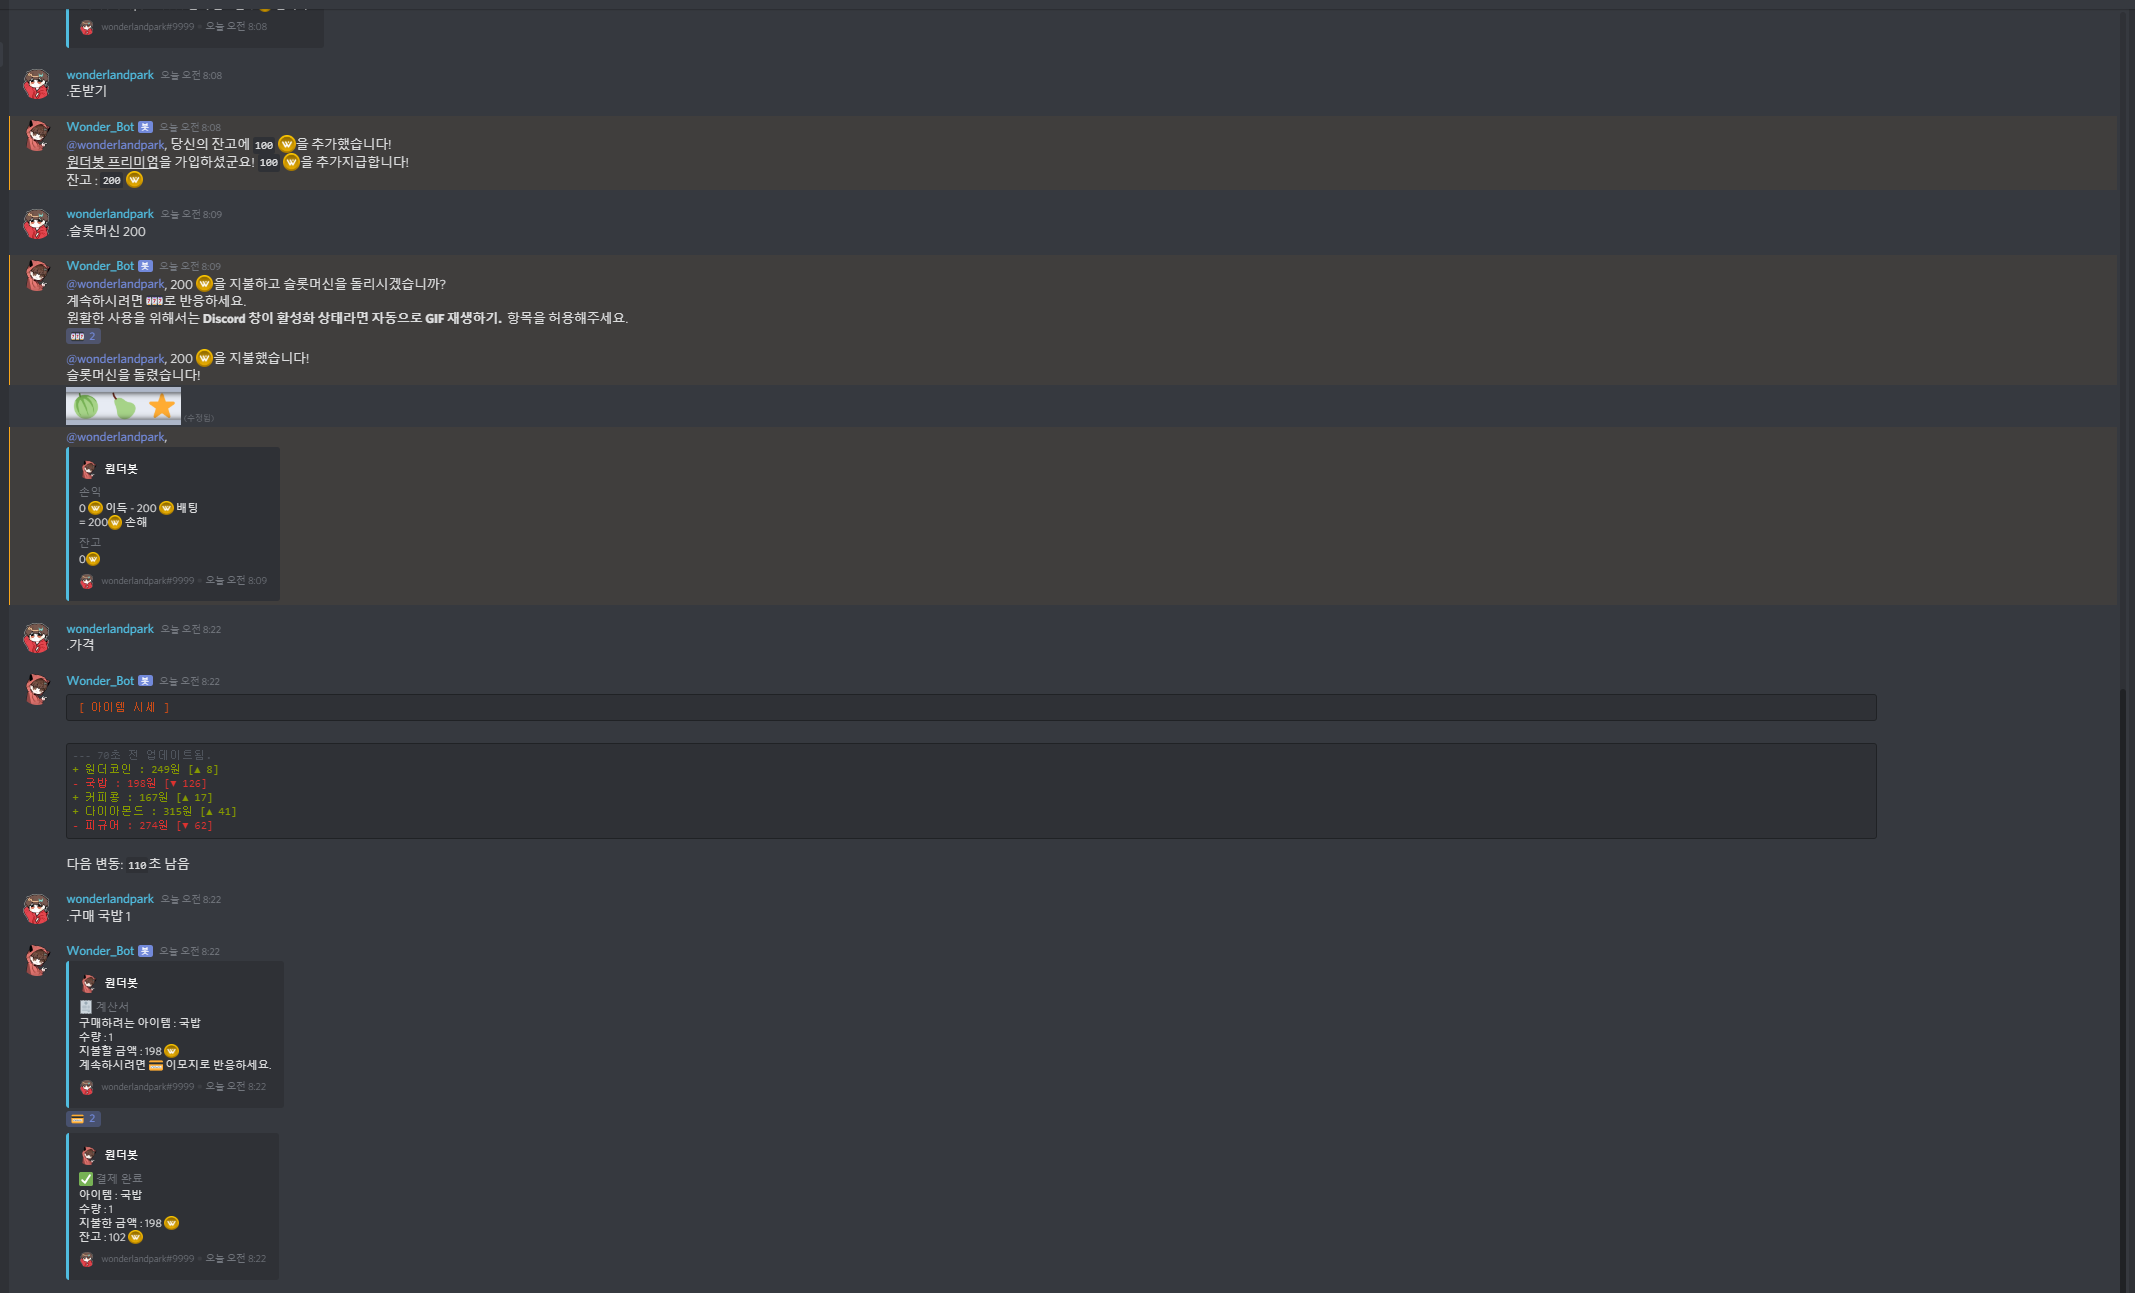 wonderlandpark#9999 • 오늘 오전 8:08
wonderlandpark 오늘 오전 8:08
.돈받기
Wonder_Bot 봇 오늘 오전 8:08
@wonderlandpark, 당신의 잔고에 100 을 추가했습니다!
원더봇 프리미엄을 가입하셨군요! 100 을 추가지급합니다!
잔고 : 200
wonderlandpark 오늘 오전 8:09
.슬롯머신 200
Wonder_Bot 봇 오늘 오전 8:09
@wonderlandpark, 200 을 지불하고 슬롯머신을 돌리시겠습니까?
계속하시려면 로 반응하세요.
원활한 사용을 위해서는 Discord 창이 활성화 상태라면 자동으로 GIF 재생하기. 항목을 허용해주세요.
2
@wonderlandpark, 200 을 지불했습니다!
슬롯머신을 돌렸습니다!
(수정됨)
@wonderlandpark,
원더봇
손익
0 이득 - 200 배팅
= 200 손해
잔고
0
wonderlandpark#9999 • 오늘 오전 8:09
wonderlandpark 오늘 오전 8:22
.가격
Wonder_Bot 봇 오늘 오전 8:22
[ 아이템 시세 ]
--- 70초 전 업데이트됨.
+ 원더코인 : 249원 [▲ 8]
- 국밥 : 198원 [▼ 126]
+ 커피콩 : 167원 [▲ 17]
+ 다이아몬드 : 315원 [▲ 41]
- 피규어 : 274원 [▼ 62]
다음 변동: 110초 남음
wonderlandpark 오늘 오전 8:22
.구매 국밥 1
Wonder_Bot 봇 오늘 오전 8:22
원더봇
계산서
구매하려는 아이템 : 국밥
수량 : 1
지불할 금액 : 198
계속하시려면 이모지로 반응하세요.
wonderlandpark#9999 • 오늘 오전 8:22
2
원더봇
결제 완료
아이템 : 국밥
수량 : 1
지불한 금액 : 198
잔고 : 102
wonderlandpark#9999 • 오늘 오전 8:22